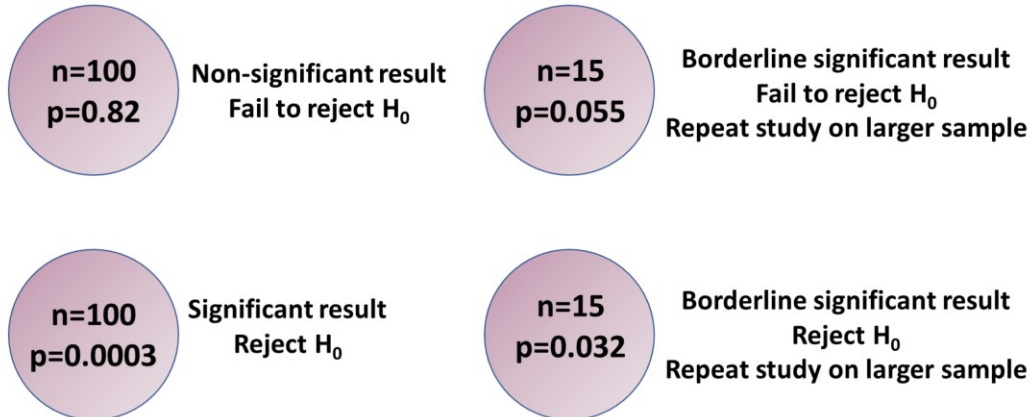 n=100
p=0.82
Non-significant result
Fail to reject H₀
n=15
p=0.055
Borderline significant result
Fail to reject H₀
Repeat study on larger sample
n=100
p=0.0003
Significant result
Reject H₀
n=15
p=0.032
Borderline significant result
Reject H₀
Repeat study on larger sample